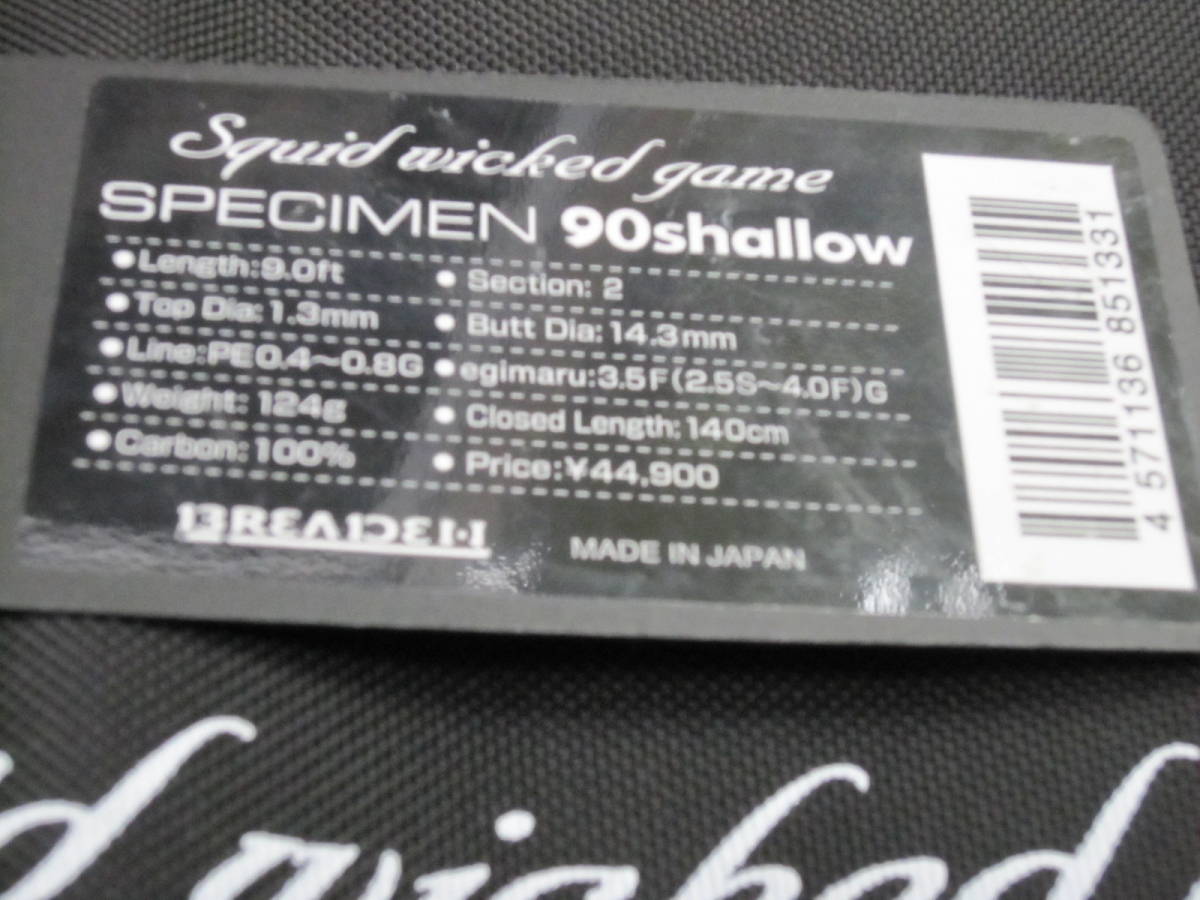 Squid wicked game
SPECIMEN 90shallow
●Length:9.0ft ●Section: 2
●Top Dia:1.3mm ●Butt Dia:14.3mm
●Line:PE0.4~0.8G ●egimaru:3.5F(2.5S~4.0F)G
●Weight: 124g ●Closed Length:140cm
●Carbon:100% ●Price:¥44.900
BREADEN
MADE IN JAPAN
4 571136 851331
d wicked